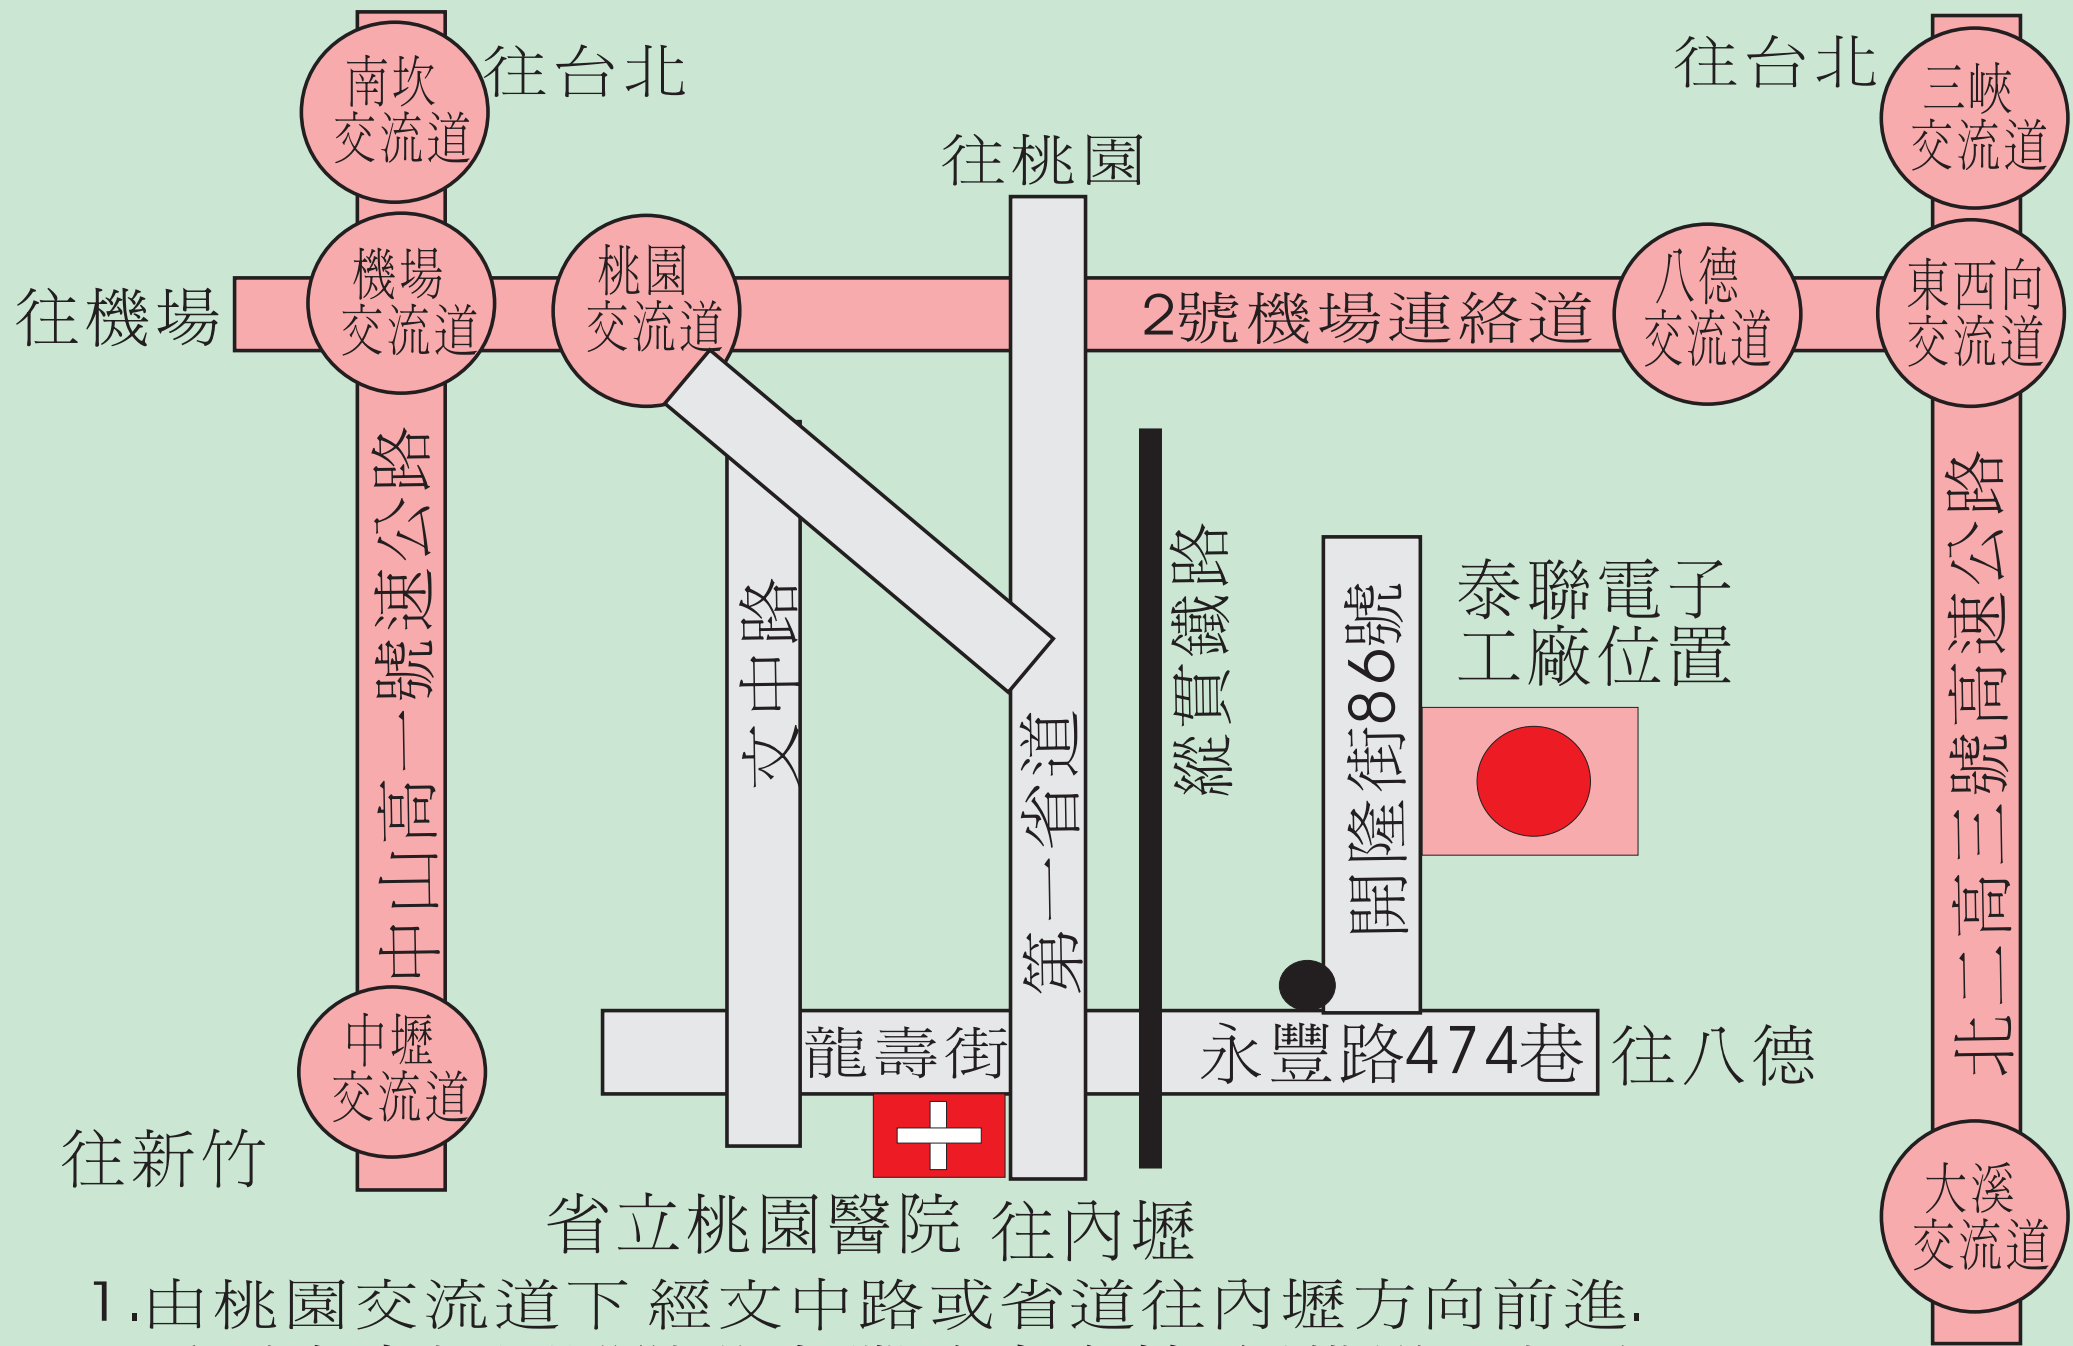 南坎
交流道
往台北
往台北
三峽
交流道
往桃園
往機場
機場
交流道
桃園
交流道
2號機場連絡道
八德
交流道
東西向
交流道
中山高一號速公路
文中路
第一省道
縱貫鐵路
開隆街86號
泰聯電子
工廠位置
北二高三號高速公路
龍壽街
永豐路474巷
往八德
中壢
交流道
往新竹
省立桃園醫院
往內壢
大溪
交流道
1.由桃園交流道下 經文中路或省道往內壢方向前進.